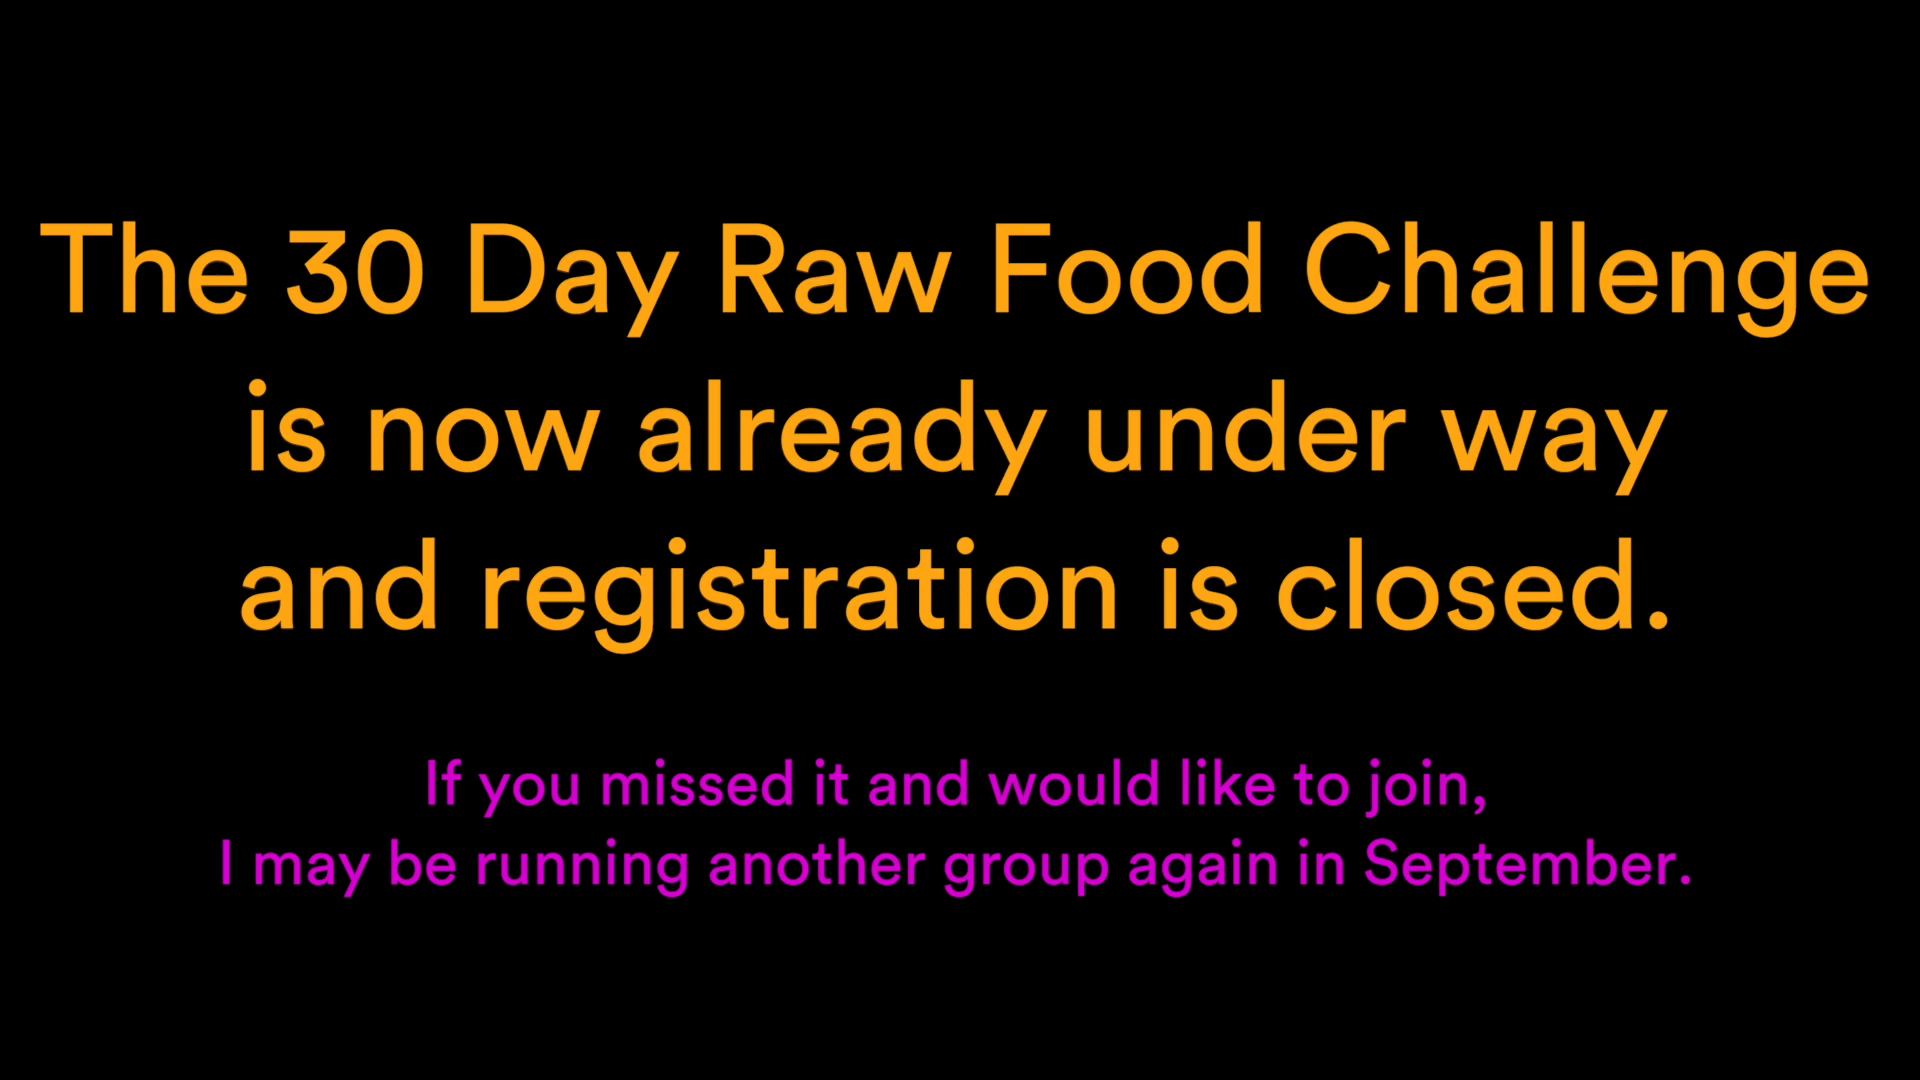 The 30 Day Raw Food Challenge
is now already under way
and registration is closed.
If you missed it and would like to join,
I may be running another group again in September.